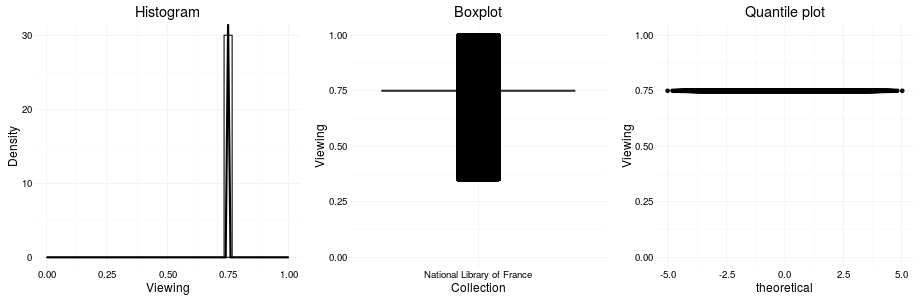 Histogram
Density
30
20
10
0
0.00 0.25 0.50 0.75 1.00
Viewing
Boxplot
Viewing
1.00
0.75
0.50
0.25
0.00
National Library of France
Collection
Quantile plot
Viewing
1.00
0.75
0.50
0.25
0.00
-5.0 -2.5 0.0 2.5 5.0
theoretical